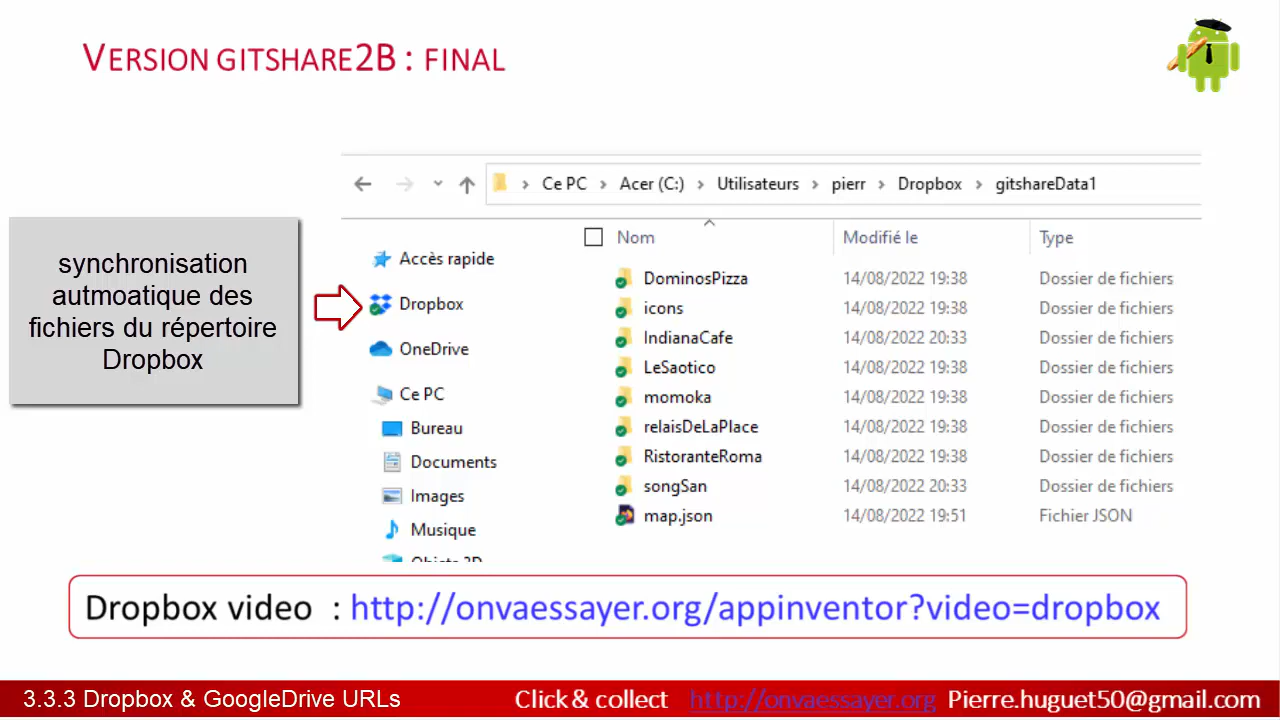 VERSION GITSHARE2B : FINAL
Ce PC › Acer (C:) › Utilisateurs › pierr › Dropbox › gitshareData1
synchronisation
autmoatique des
fichiers du répertoire
Dropbox
Accès rapide
Dropbox
OneDrive
Ce PC
Bureau
Documents
Images
Musique
Objets 3D
Nom Modifié le Type
DominosPizza 14/08/2022 19:38 Dossier de fichiers
icons 14/08/2022 19:38 Dossier de fichiers
IndianaCafe 14/08/2022 20:33 Dossier de fichiers
LeSaotico 14/08/2022 19:38 Dossier de fichiers
momoka 14/08/2022 19:38 Dossier de fichiers
relaisDeLaPlace 14/08/2022 19:38 Dossier de fichiers
RistoranteRoma 14/08/2022 19:38 Dossier de fichiers
songSan 14/08/2022 20:33 Dossier de fichiers
map.json 14/08/2022 19:51 Fichier JSON
Dropbox video : http://onvaessayer.org/appinventor?video=dropbox
3.3.3 Dropbox & GoogleDrive URLs Click & collect http://onvaessayer.org Pierre.huguet50@gmail.com